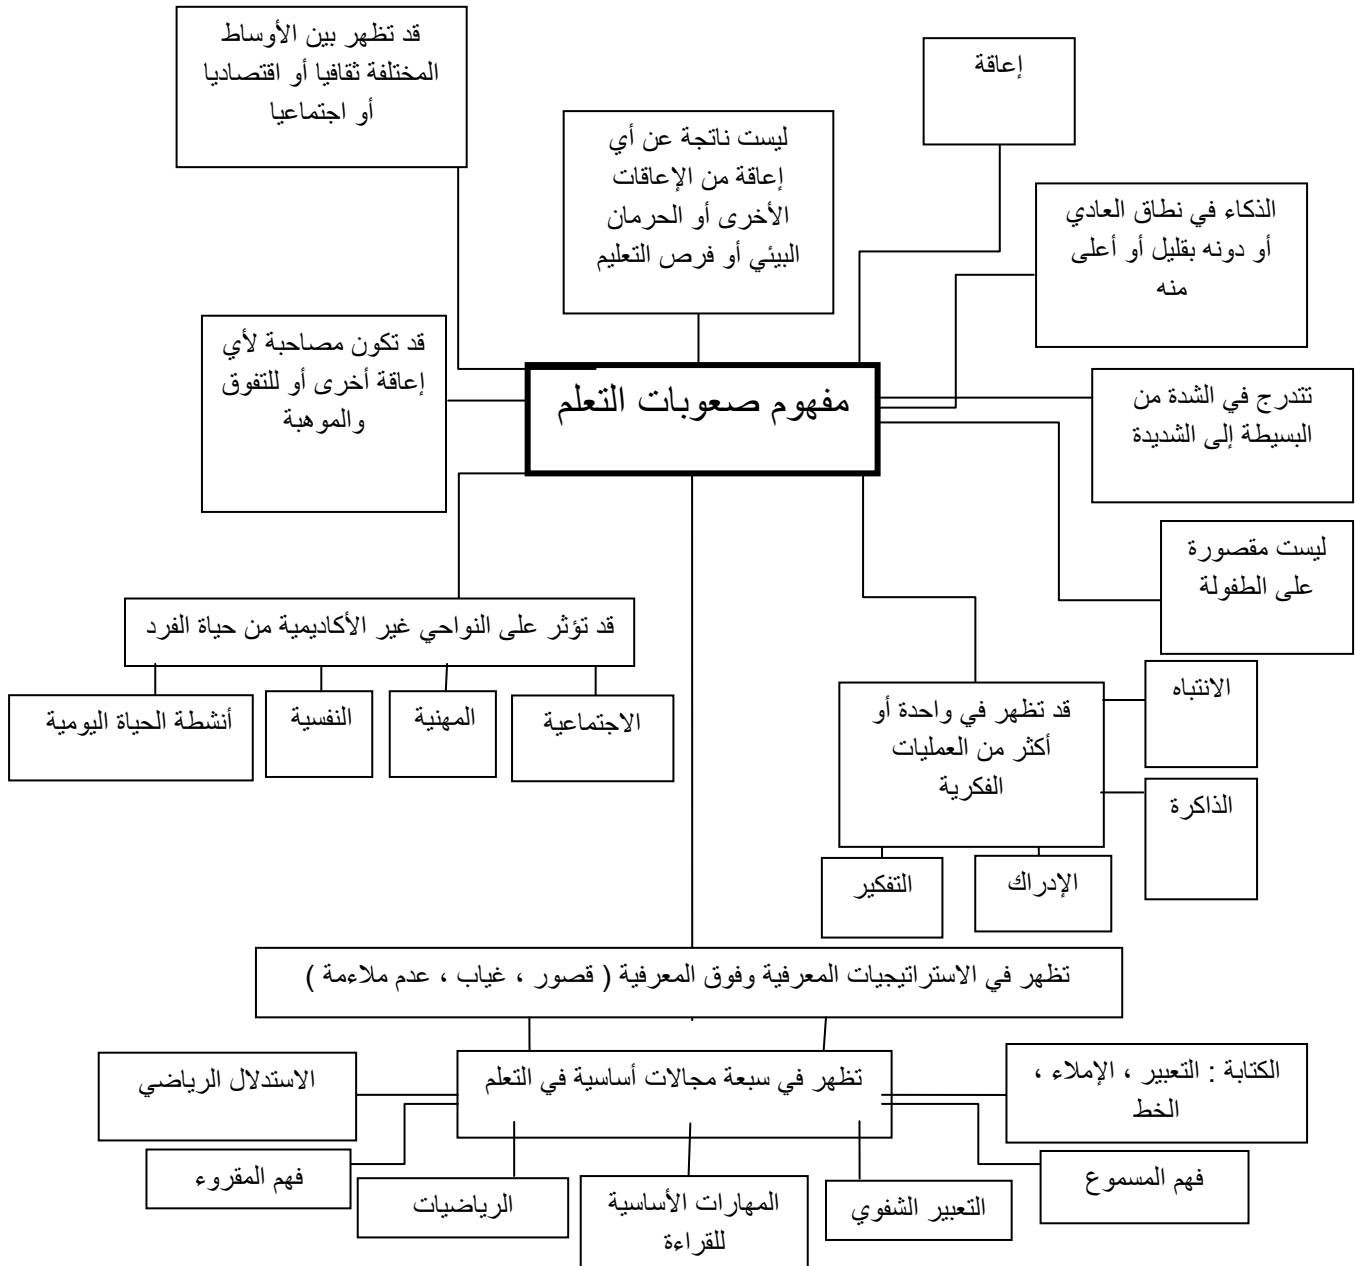 قد تظهر بين الأوساط
المختلفة ثقافيا أو اقتصاديا
أو اجتماعيا
إعاقة
ليست ناتجة عن أي
إعاقة من الإعاقات
الأخرى أو الحرمان
البيئي أو فرص التعليم
الذكاء في نطاق العادي
أو دونه بقليل أو أعلى
منه
قد تكون مصاحبة لأي
إعاقة أخرى أو للتفوق
والموهبة
مفهوم صعوبات التعلم
تتدرج في الشدة من
البسيطة إلى الشديدة
ليست مقصورة
على الطفولة
قد تؤثر على النواحي غير الأكاديمية من حياة الفرد
الاجتماعية
المهنية
النفسية
أنشطة الحياة اليومية
قد تظهر في واحدة أو
أكثر من العمليات
الفكرية
الانتباه
الذاكرة
الإدراك
التفكير
تظهر في الاستراتيجيات المعرفية وفوق المعرفية ( قصور ، غياب ، عدم ملاءمة )
تظهر في سبعة مجالات أساسية في التعلم
الكتابة : التعبير ، الإملاء ،
الخط
الاستدلال الرياضي
فهم المسموع
فهم المقروء
التعبير الشفوي
المهارات الأساسية
للقراءة
الرياضيات